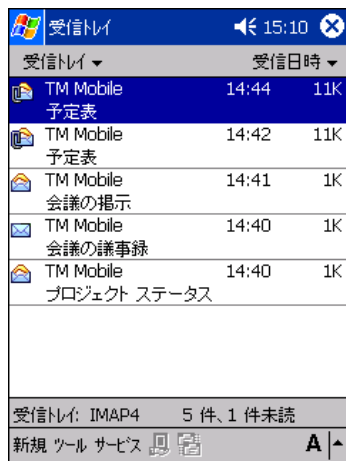 受信トレイ 15:10
受信トレイ 受信日時
TM Mobile 14:44 11K
予定表
TM Mobile 14:42 11K
予定表
TM Mobile 14:41 1K
会議の掲示
TM Mobile 14:40 1K
会議の議事録
TM Mobile 14:40 1K
プロジェクト ステータス
受信トレイ: IMAP4 5 件、1 件未読
新規 ツール サービス A